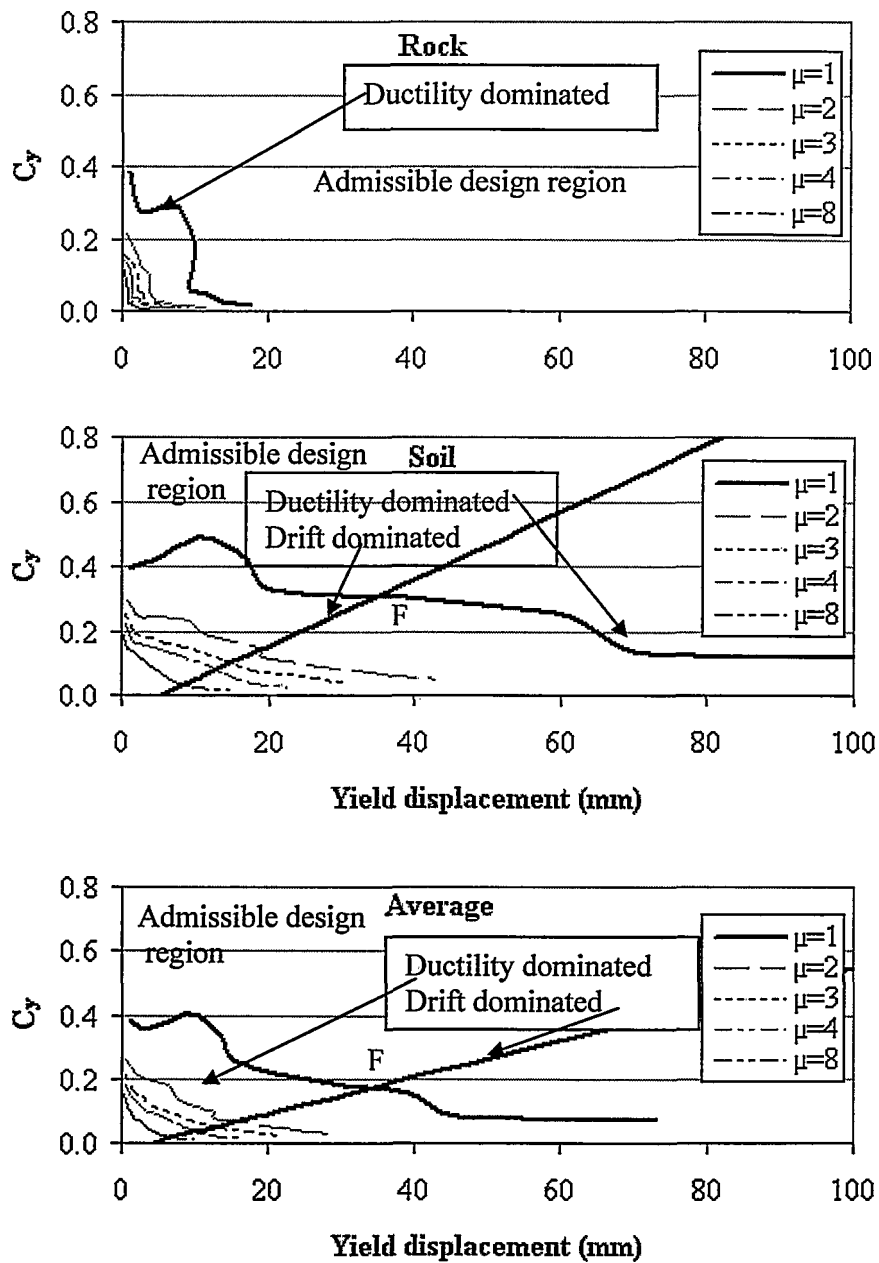 Rock
C_y
0.8
0.6
0.4
0.2
0.0
Ductility dominated
Admissible design region
μ=1
μ=2
μ=3
μ=4
μ=8
0 20 40 60 80 100
Soil
C_y
0.8
0.6
0.4
0.2
0.0
Admissible design
region
Ductility dominated
Drift dominated
F
μ=1
μ=2
μ=3
μ=4
μ=8
0 20 40 60 80 100
Yield displacement (mm)
Average
C_y
0.8
0.6
0.4
0.2
0.0
Admissible design
region
Ductility dominated
Drift dominated
F
μ=1
μ=2
μ=3
μ=4
μ=8
0 20 40 60 80 100
Yield displacement (mm)